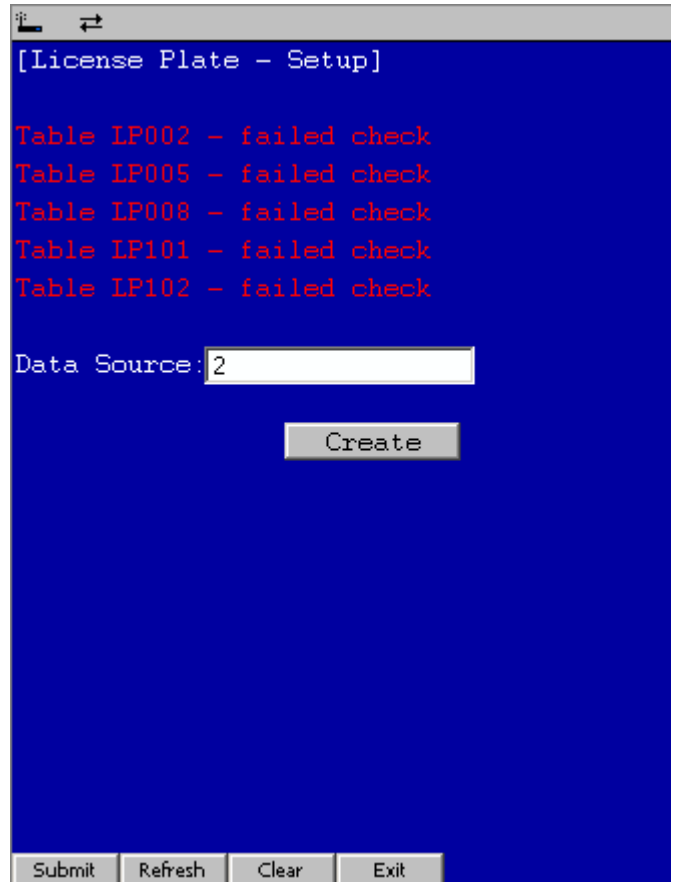 [License Plate – Setup]
Table LP002 – failed check
Table LP005 – failed check
Table LP008 – failed check
Table LP101 – failed check
Table LP102 – failed check
Data Source: 2
Create
Submit Refresh Clear Exit